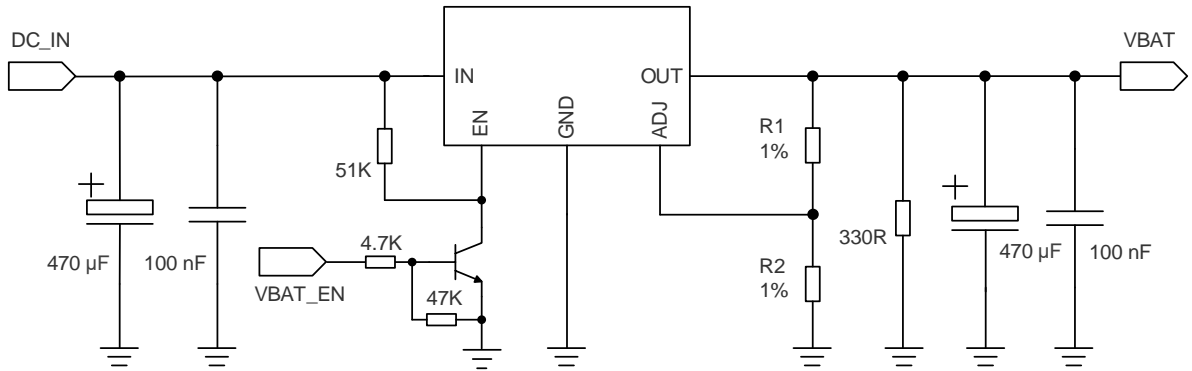 DC_IN
VBAT
IN
OUT
EN
GND
ADJ
R1
1%
51K
+
+
470 µF
100 nF
4.7K
VBAT_EN
47K
R2
1%
330R
470 µF
100 nF